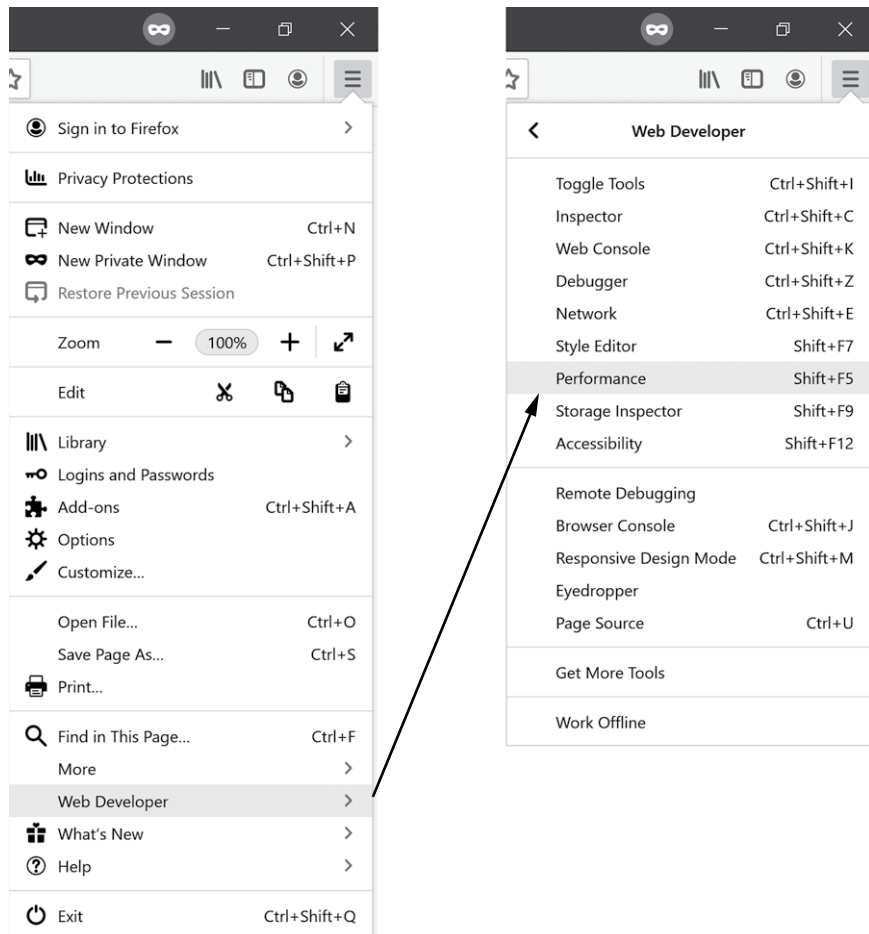 Sign in to Firefox
Privacy Protections
New Window Ctrl+N
New Private Window Ctrl+Shift+P
Restore Previous Session
Zoom 100%
Edit
Library
Logins and Passwords
Add-ons Ctrl+Shift+A
Options
Customize...
Open File... Ctrl+O
Save Page As... Ctrl+S
Print...
Find in This Page... Ctrl+F
More
Web Developer
What's New
Help
Exit Ctrl+Shift+Q
Web Developer
Toggle Tools Ctrl+Shift+I
Inspector Ctrl+Shift+C
Web Console Ctrl+Shift+K
Debugger Ctrl+Shift+Z
Network Ctrl+Shift+E
Style Editor Shift+F7
Performance Shift+F5
Storage Inspector Shift+F9
Accessibility Shift+F12
Remote Debugging
Browser Console Ctrl+Shift+J
Responsive Design Mode Ctrl+Shift+M
Eyedropper
Page Source Ctrl+U
Get More Tools
Work Offline